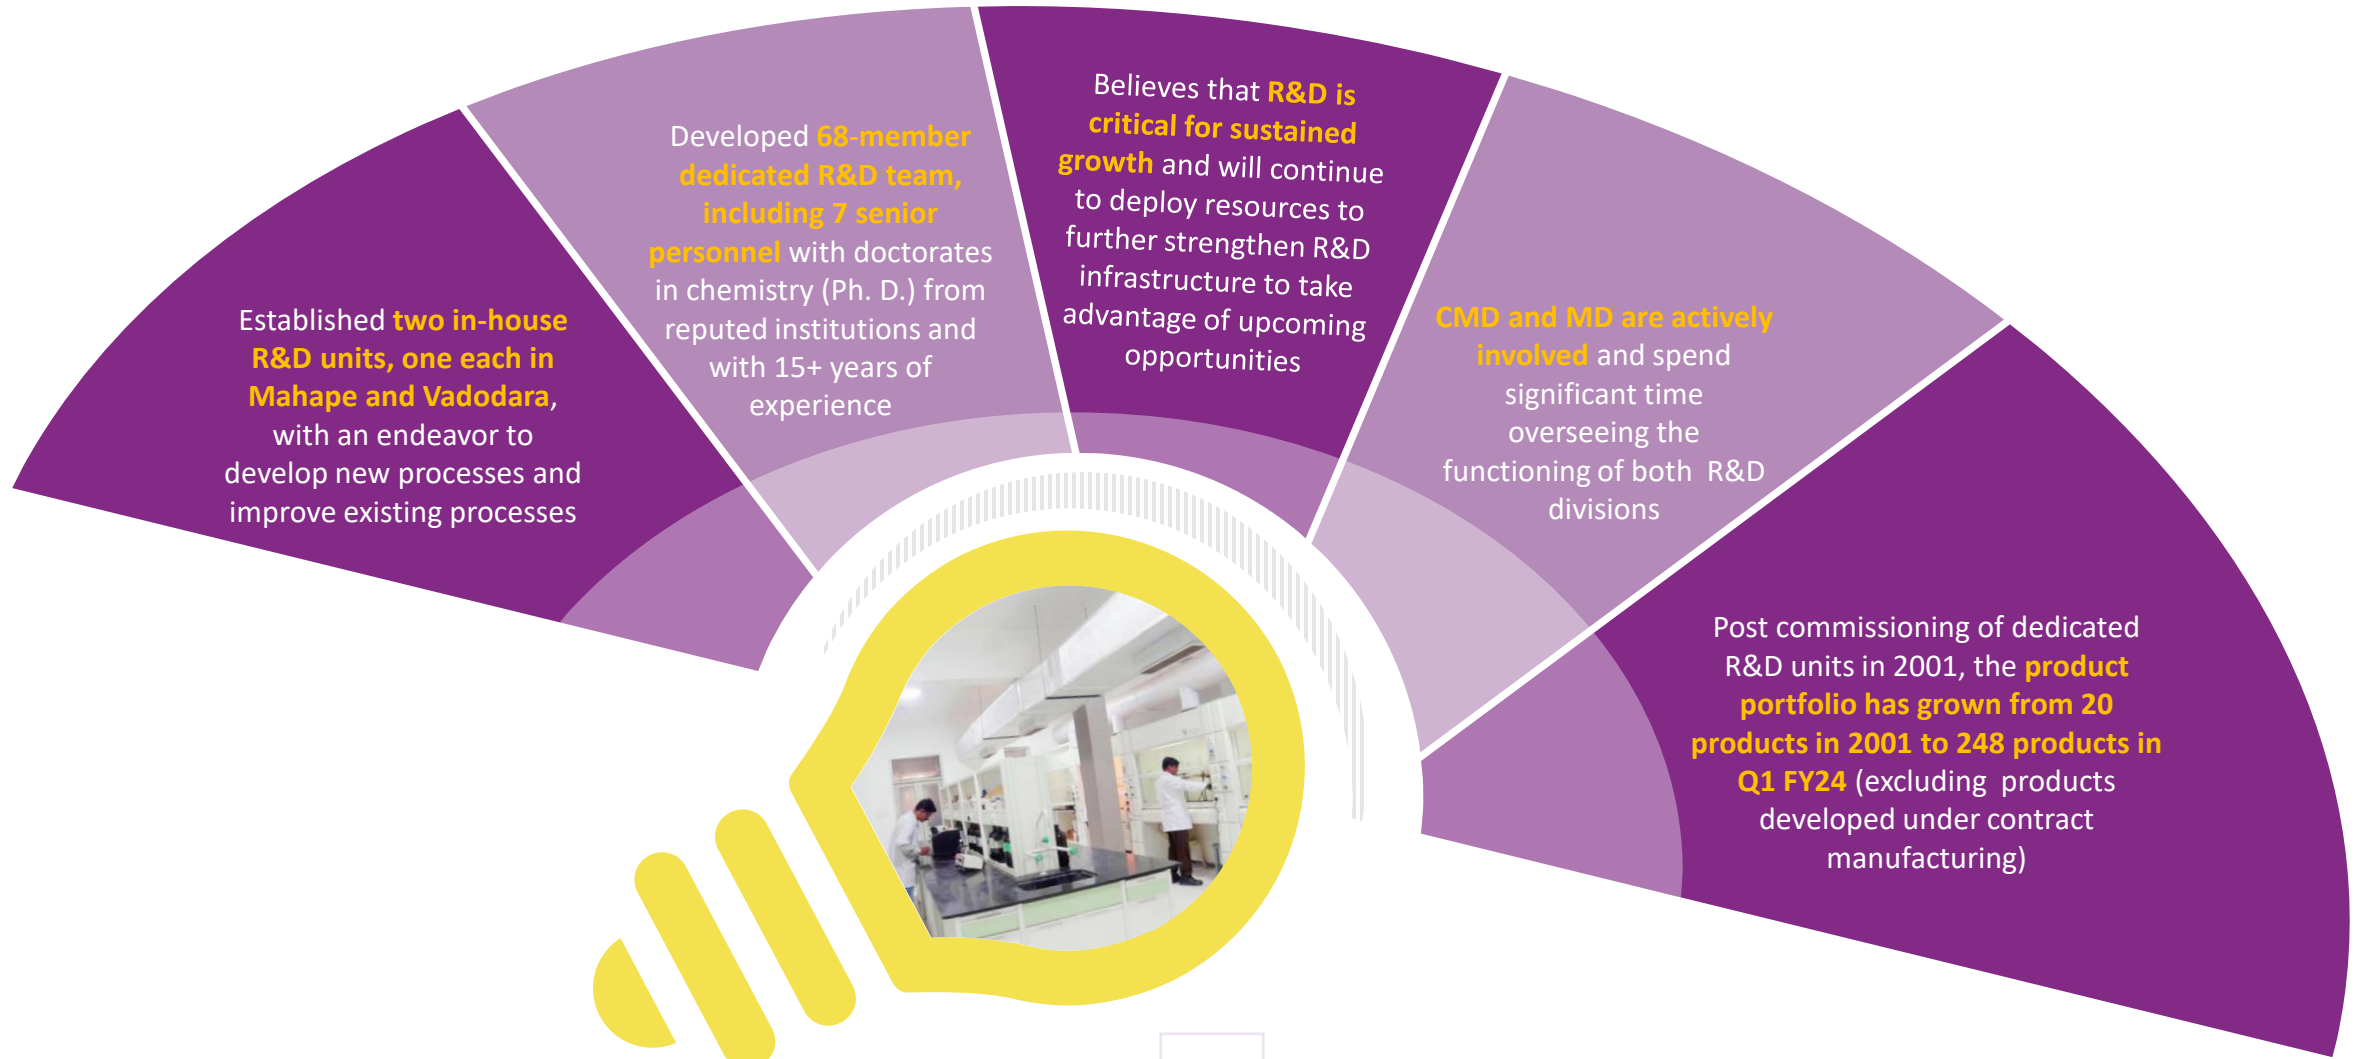 Established two in-house
R&D units, one each in
Mahape and Vadodara,
with an endeavor to
develop new processes and
improve existing processes
Developed 68-member
dedicated R&D team,
including 7 senior
personnel with doctorates
in chemistry (Ph. D.) from
reputed institutions and
with 15+ years of
experience
Believes that R&D is
critical for sustained
growth and will continue
to deploy resources to
further strengthen R&D
infrastructure to take
advantage of upcoming
opportunities
CMD and MD are actively
involved and spend
significant time
overseeing the
functioning of both R&D
divisions
Post commissioning of dedicated
R&D units in 2001, the product
portfolio has grown from 20
products in 2001 to 248 products in
Q1 FY24 (excluding products
developed under contract
manufacturing)